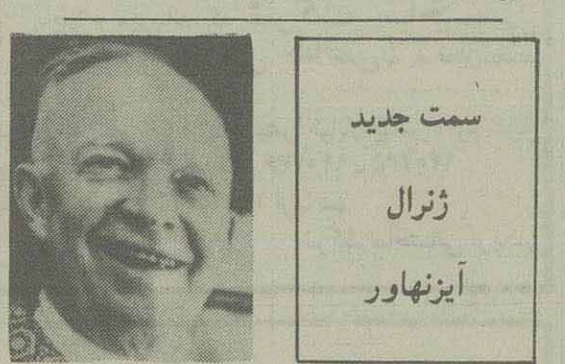 سمت جدید
ژنرال
آیزنهاور